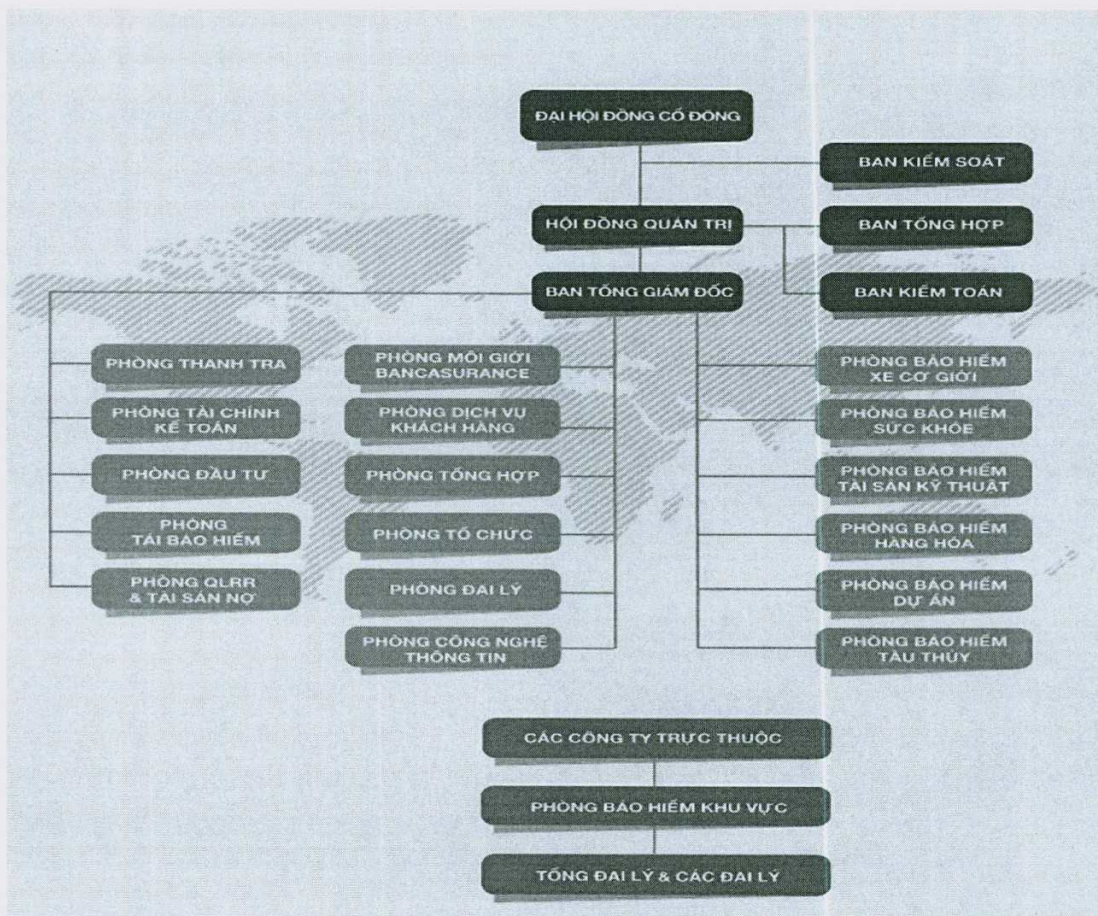 ĐẠI HỘI ĐỒNG CỔ ĐÔNG
BAN KIỂM SOÁT
HỘI ĐỒNG QUẢN TRỊ
BAN TỔNG HỢP
BAN TỔNG GIÁM ĐỐC
BAN KIỂM TOÁN
PHÒNG THANH TRA
PHÒNG TÀI CHÍNH
KẾ TOÁN
PHÒNG ĐẦU TƯ
PHÒNG
TÁI BẢO HIỂM
PHÒNG QLRR
& TÀI SẢN NỢ
PHÒNG MÔI GIỚI
BANCASURANCE
PHÒNG DỊCH VỤ
KHÁCH HÀNG
PHÒNG TỔNG HỢP
PHÒNG TỔ CHỨC
PHÒNG ĐẠI LÝ
PHÒNG CÔNG NGHỆ
THÔNG TIN
PHÒNG BẢO HIỂM
XE CƠ GIỚI
PHÒNG BẢO HIỂM
SỨC KHỎE
PHÒNG BẢO HIỂM
TÀI SẢN KỸ THUẬT
PHÒNG BẢO HIỂM
HÀNG HÓA
PHÒNG BẢO HIỂM
DỰ ÁN
PHÒNG BẢO HIỂM
TÀU THỦY
CÁC CÔNG TY TRỰC THUỘC
PHÒNG BẢO HIỂM KHU VỰC
TỔNG ĐẠI LÝ & CÁC ĐẠI LÝ